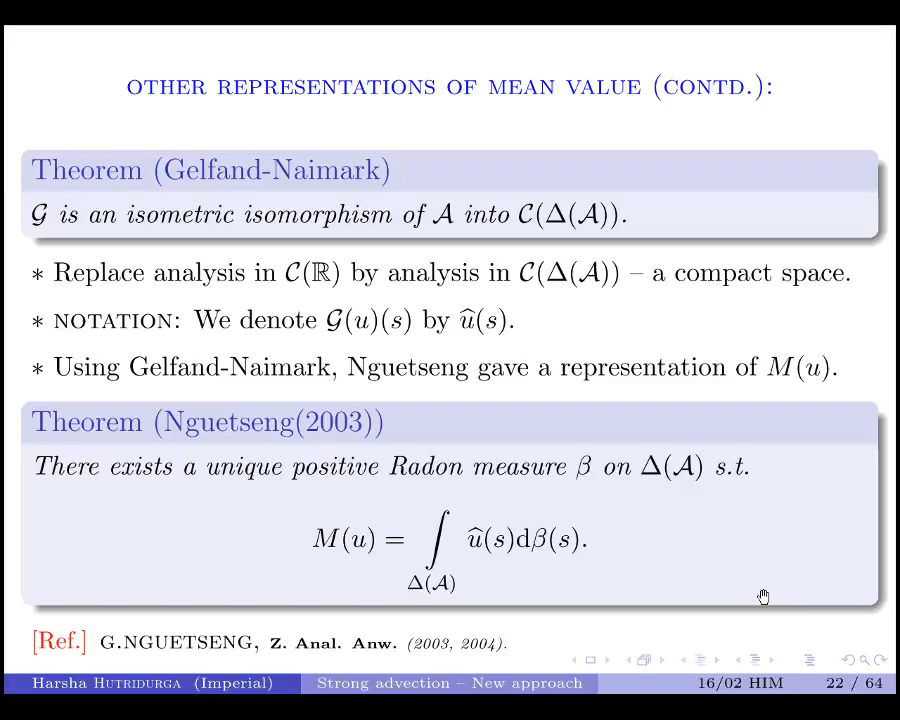 OTHER REPRESENTATIONS OF MEAN VALUE (CONTD.):
Theorem (Gelfand-Naimark)
𝒢 is an isometric isomorphism of 𝒜 into 𝒞(Δ(𝒜)).
∗ Replace analysis in 𝒞(ℝ) by analysis in 𝒞(Δ(𝒜)) – a compact space.
∗ NOTATION: We denote 𝒢(u)(s) by û(s).
∗ Using Gelfand-Naimark, Nguetseng gave a representation of M(u).
Theorem (Nguetseng(2003))
There exists a unique positive Radon measure β on Δ(𝒜) s.t.
M(u) = ∫ û(s)dβ(s).
Δ(𝒜)
[Ref.] G.NGUETSENG, Z. Anal. Anw. (2003, 2004).
Harsha HUTRIDURGA (Imperial) Strong advection – New approach 16/02 HIM 22 / 64